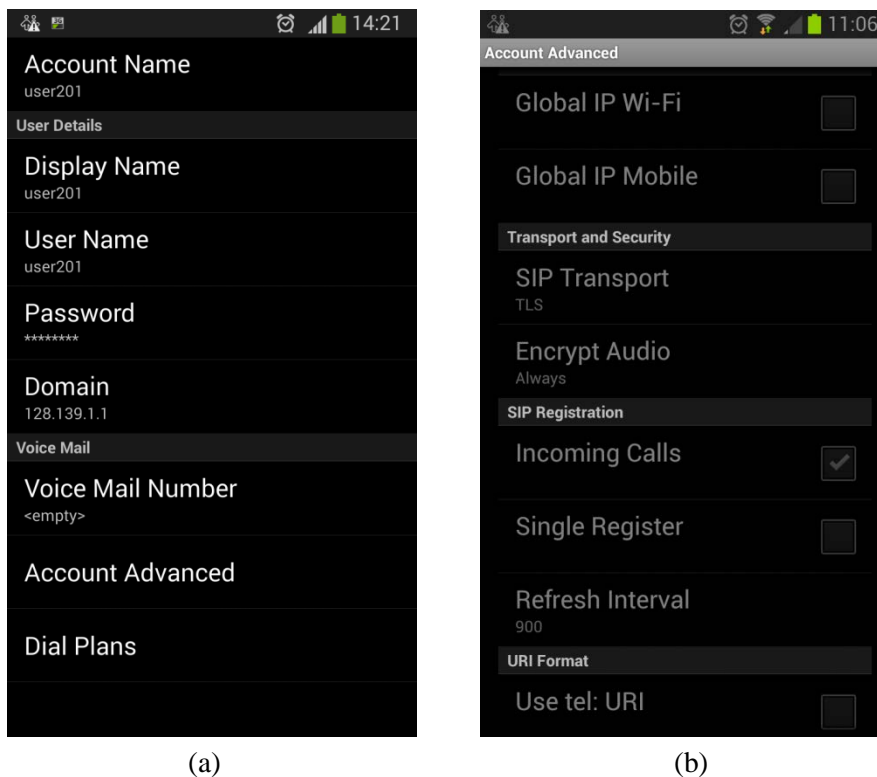 14:21
Account Name
user201
User Details
Display Name
user201
User Name
user201
Password
********
Domain
128.139.1.1
Voice Mail
Voice Mail Number
<empty>
Account Advanced
Dial Plans
(a)
11:06
Account Advanced
Global IP Wi-Fi
Global IP Mobile
Transport and Security
SIP Transport
TLS
Encrypt Audio
Always
SIP Registration
Incoming Calls
Single Register
Refresh Interval
900
URI Format
Use tel: URI
(b)